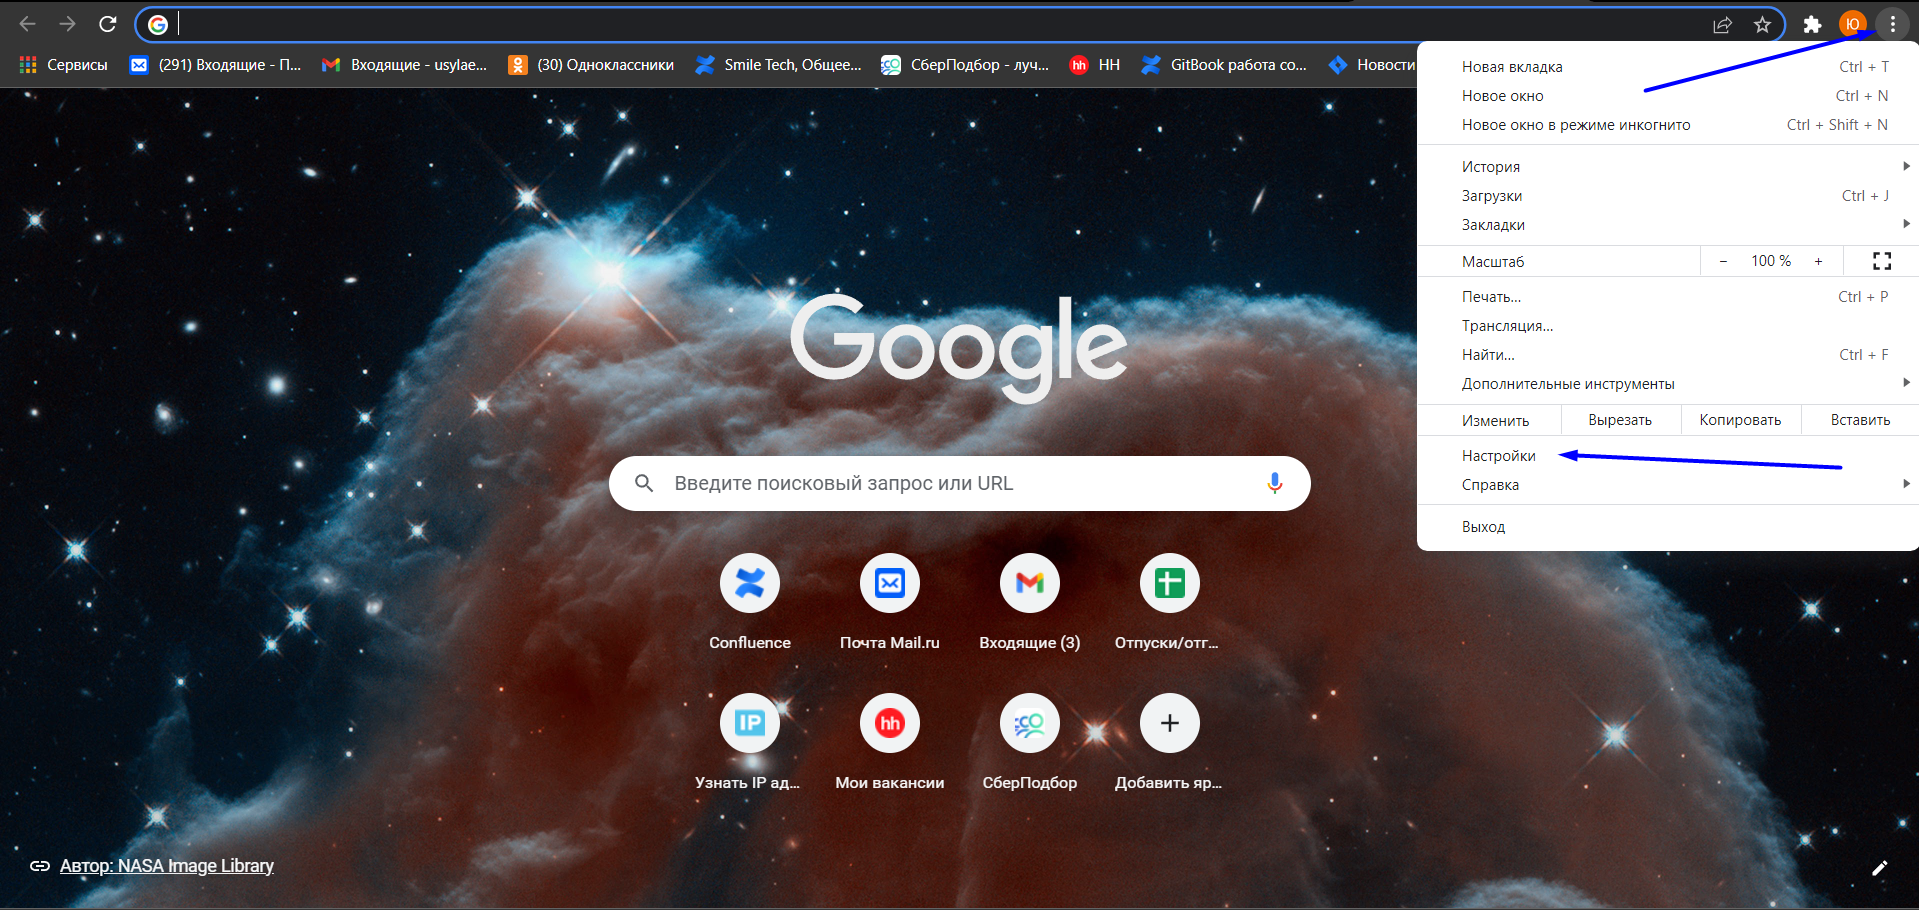 Ю
Сервисы
(291) Входящие - П...
Входящие - usylae...
(30) Одноклассники
Smile Tech, Общее...
СберПодбор - луч...
hh
HH
GitBook работа со...
Новости
Новая вкладка Ctrl + T
Новое окно Ctrl + N
Новое окно в режиме инкогнито Ctrl + Shift + N
История
Загрузки Ctrl + J
Закладки
Масштаб - 100 % +
Печать... Ctrl + P
Трансляция...
Найти... Ctrl + F
Дополнительные инструменты
Изменить Вырезать Копировать Вставить
Настройки
Справка
Выход
Google
Введите поисковый запрос или URL
Confluence
Почта Mail.ru
Входящие (3)
Отпуски/отг...
IP
hh
Узнать IP ад...
Мои вакансии
СберПодбор
Добавить яр...
Автор: NASA Image Library